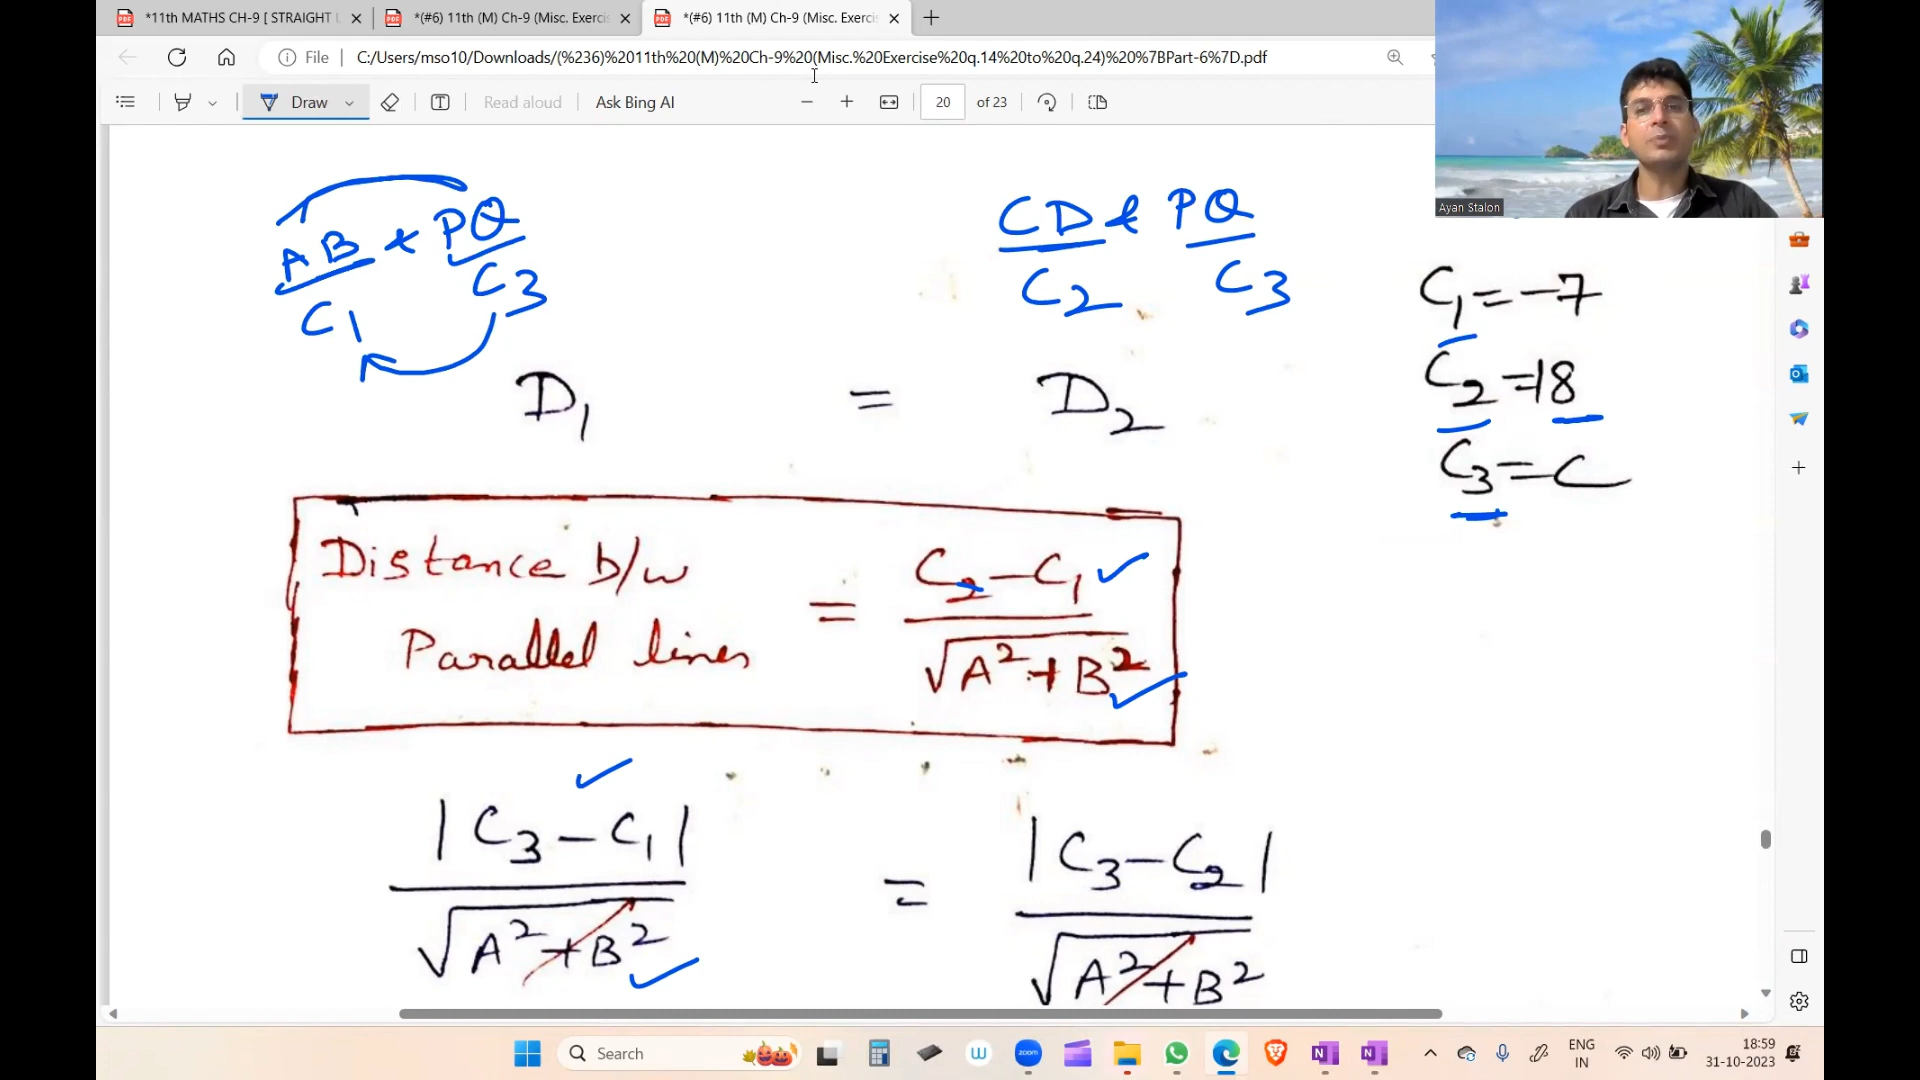 *11th MATHS CH-9 [ STRAIGHT L
*(#6) 11th (M) Ch-9 (Misc. Exercis
*(#6) 11th (M) Ch-9 (Misc. Exercis
File
C:/Users/mso10/Downloads/(%236)%2011th%20(M)%20Ch-9%20(Misc.%20Exercise%20q.14%20to%20q.24)%20%7BPart-6%7D.pdf
Draw
Read aloud
Ask Bing AI
20 of 23
Ayan Stalon
AB & PQ
C1 C3
CD & PQ
C2 C3
C1 = -7
C2 = 18
C3 = C
D1 = D2
Distance b/w
Parallel lines
= C2 - C1
√A²+B²
|C3 - C1| = |C3 - C2|
√A²+B² √A²+B²
Search
zoom
ENG
IN
18:59
31-10-2023